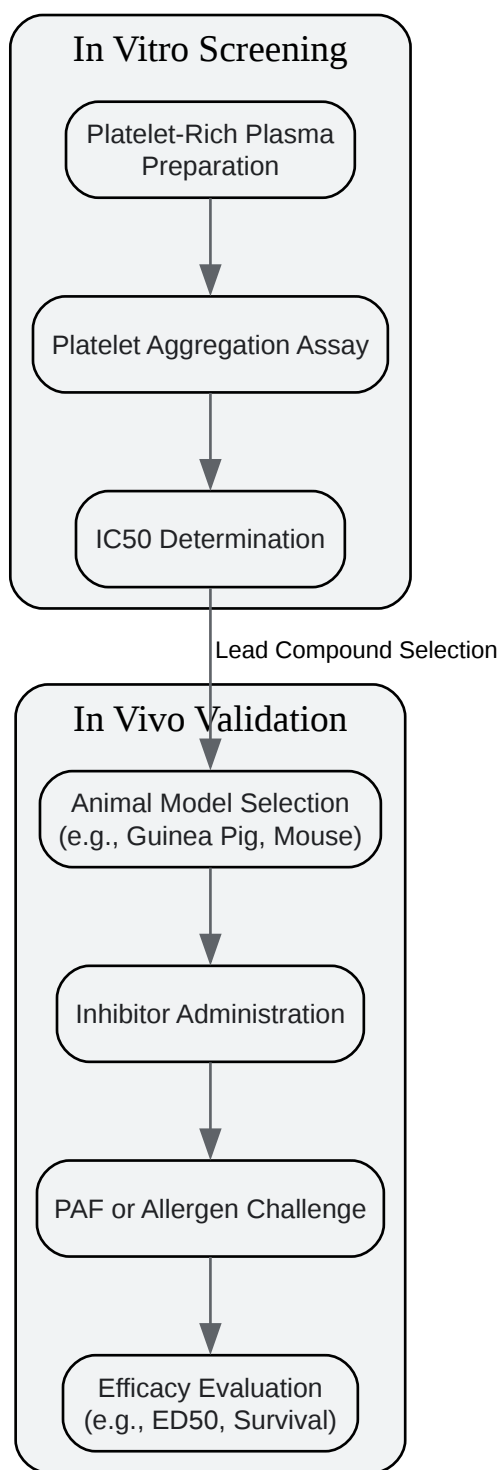 In Vitro Screening
Platelet-Rich Plasma
Preparation
Platelet Aggregation Assay
IC50 Determination
Lead Compound Selection
In Vivo Validation
Animal Model Selection
(e.g., Guinea Pig, Mouse)
Inhibitor Administration
PAF or Allergen Challenge
Efficacy Evaluation
(e.g., ED50, Survival)